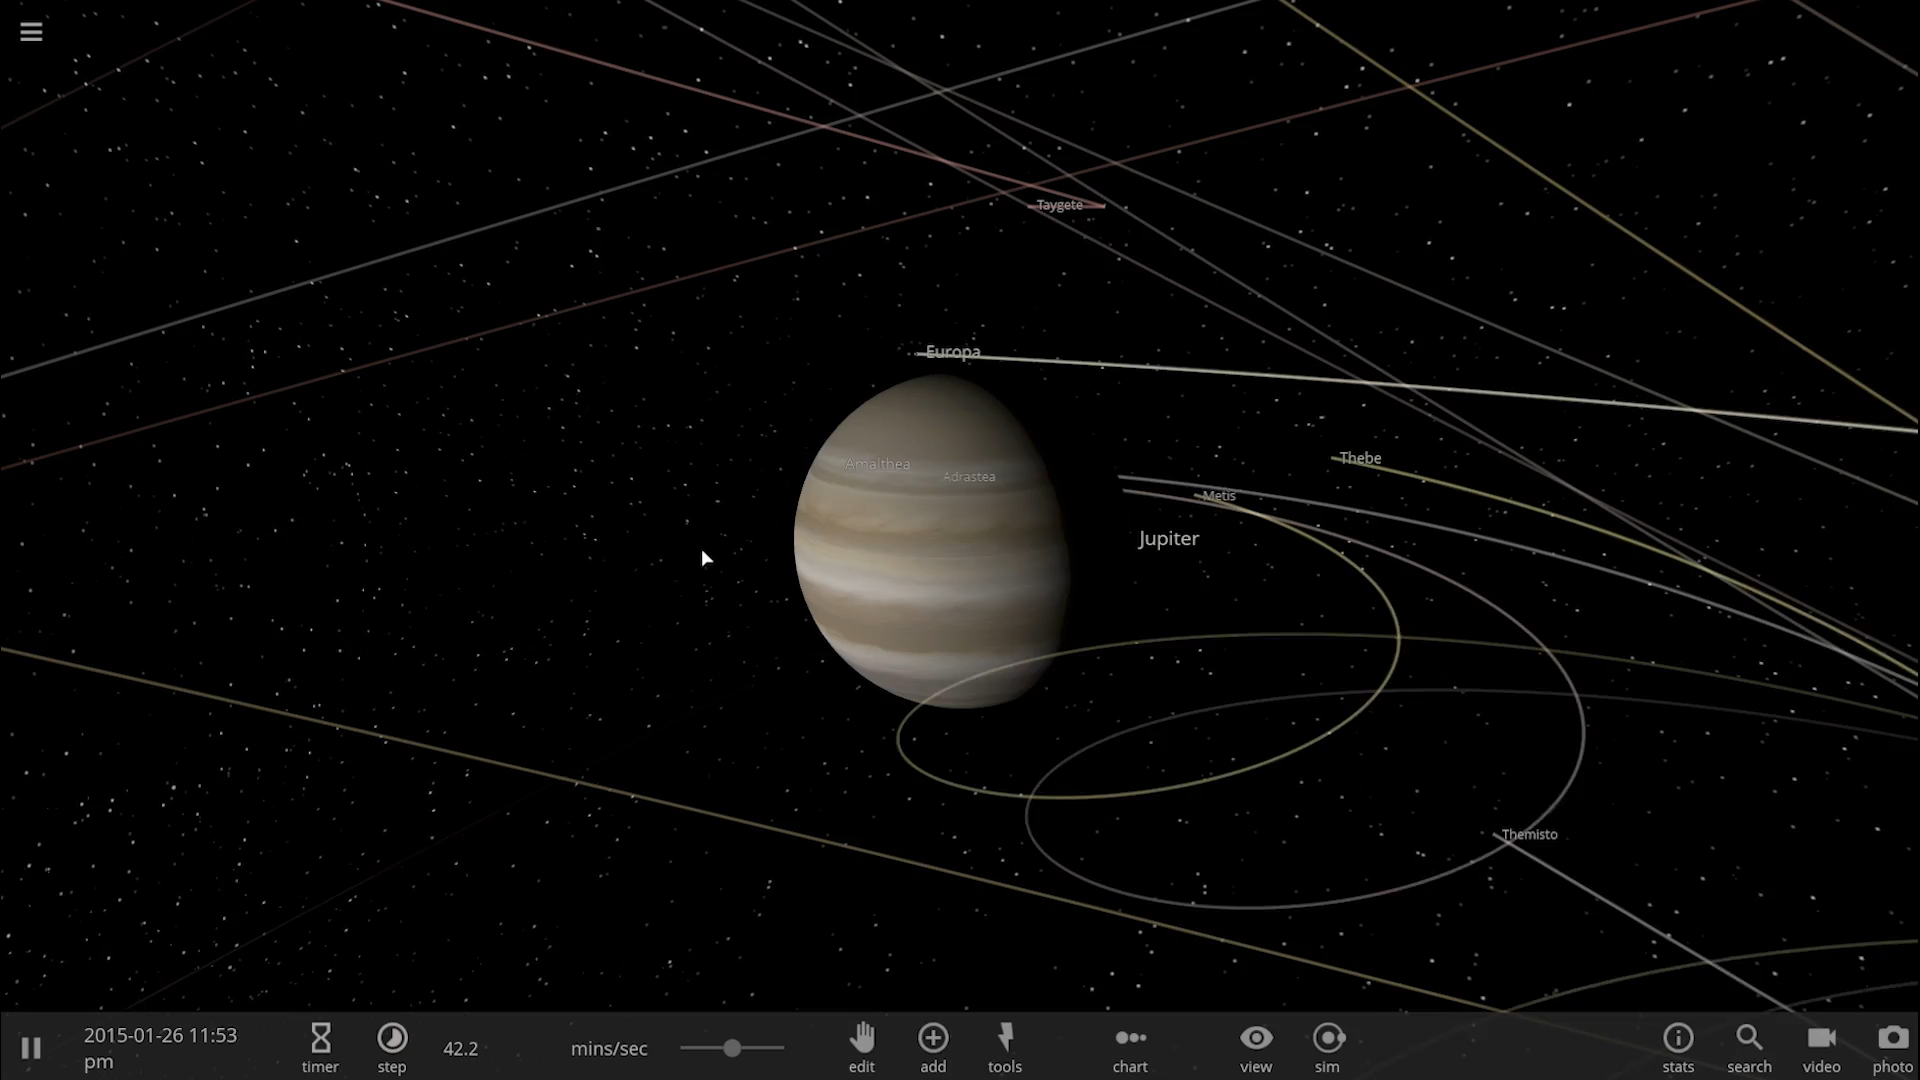 Taygete
Europa
Amalthea
Adrastea
Thebe
Metis
Jupiter
Themisto
2015-01-26 11:53
pm
timer
step
42.2
mins/sec
edit
add
tools
chart
view
sim
stats
search
video
photo